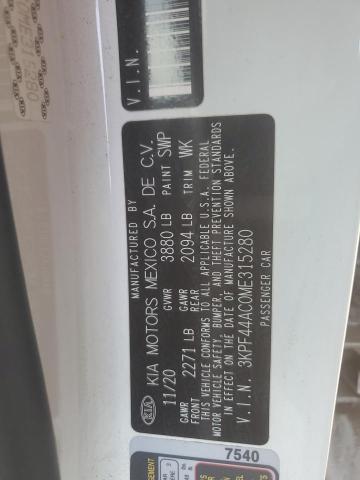 V.I.N.
MANUFACTURED BY
KIA KIA MOTORS MEXICO S.A. DE C.V.
11/20 GVWR 3880 LB PAINT SWP
GAWR FRONT 2271 LB GAWR REAR 2094 LB TRIM WK
THIS VEHICLE CONFORMS TO ALL APPLICABLE U.S.A. FEDERAL
MOTOR VEHICLE SAFETY, BUMPER, AND THEFT PREVENTION STANDARDS
IN EFFECT ON THE DATE OF MANUFACTURE SHOWN ABOVE.
V.I.N. 3KPF44AC0ME315280
PASSENGER CAR
7540